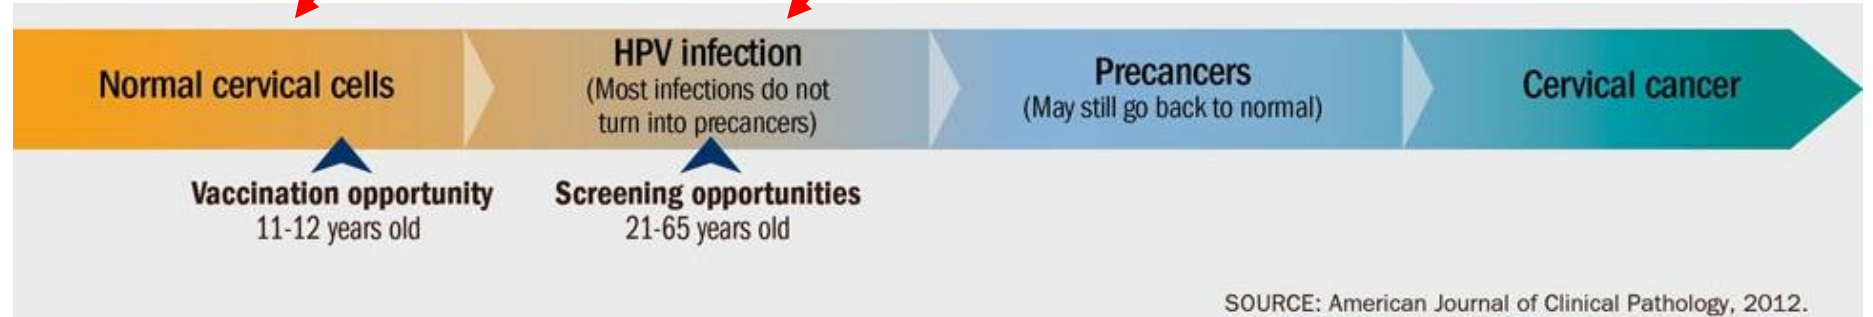 Normal cervical cells
HPV infection
(Most infections do not
turn into precancers)
Precancers
(May still go back to normal)
Cervical cancer
Vaccination opportunity
11-12 years old
Screening opportunities
21-65 years old
SOURCE: American Journal of Clinical Pathology, 2012.